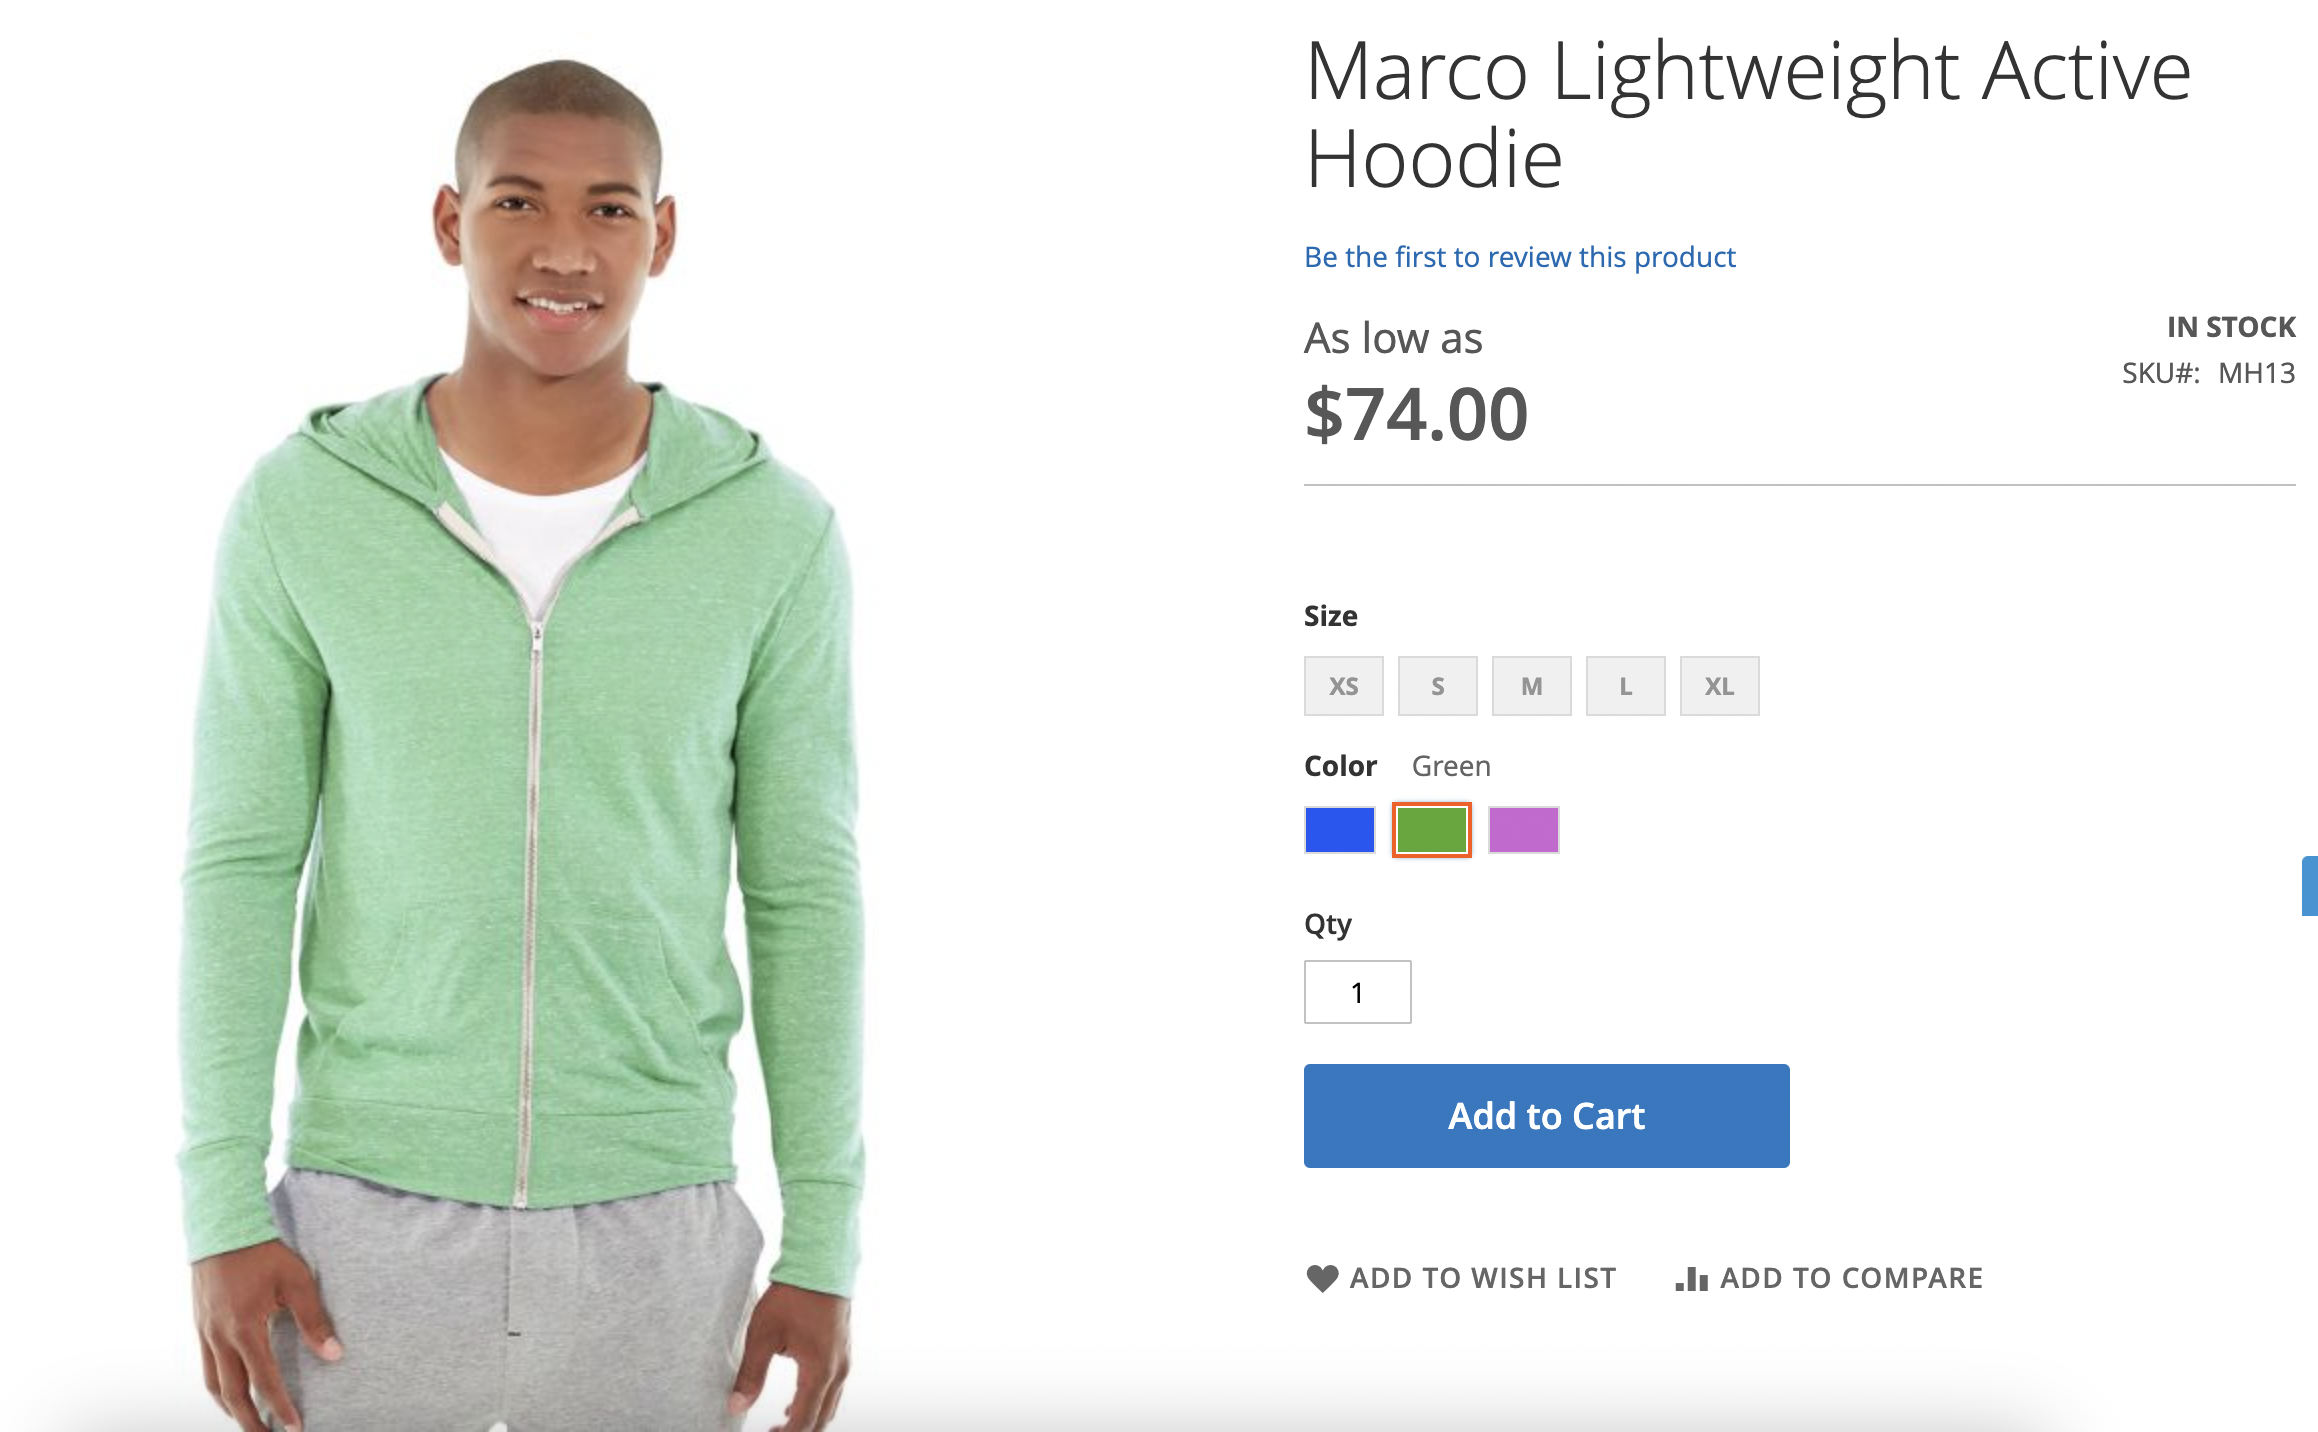 Marco Lightweight Active
Hoodie
Be the first to review this product
As low as
$74.00
IN STOCK
SKU#: MH13
Size
XS S M L XL
Color Green
Qty
1
Add to Cart
ADD TO WISH LIST ADD TO COMPARE